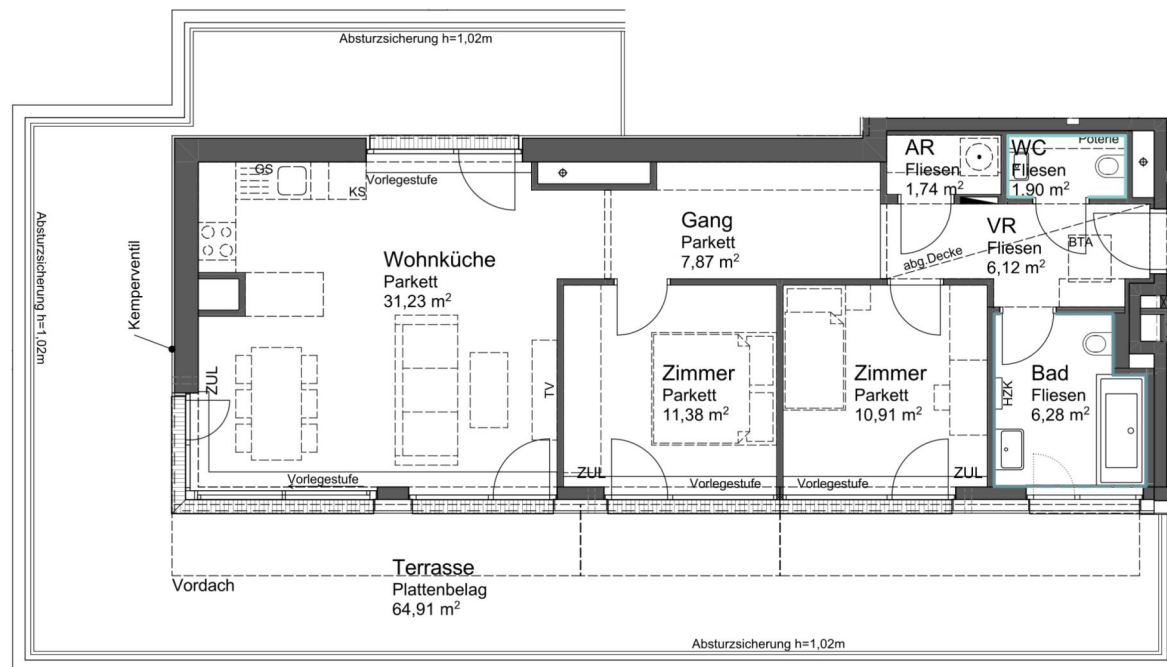 Absturzsicherung h=1,02m
Absturzsicherung h=1.02m
Kemperventil
GS
KS
Vorlegestufe
Wohnküche
Parkett
31,23 m²
ZUL
TV
Vorlegestufe
Gang
Parkett
7,87 m²
AR
Fliesen
1,74 m²
WC
Fliesen
1.90 m²
Poterie
VR
Fliesen
6,12 m²
abg.Decke
BTA
Zimmer
Parkett
11,38 m²
ZUL
Vorlegestufe
Zimmer
Parkett
10,91 m²
Vorlegestufe
ZUL
Bad
Fliesen
6,28 m²
HZK
Vordach
Terrasse
Plattenbelag
64,91 m²
Absturzsicherung h=1,02m